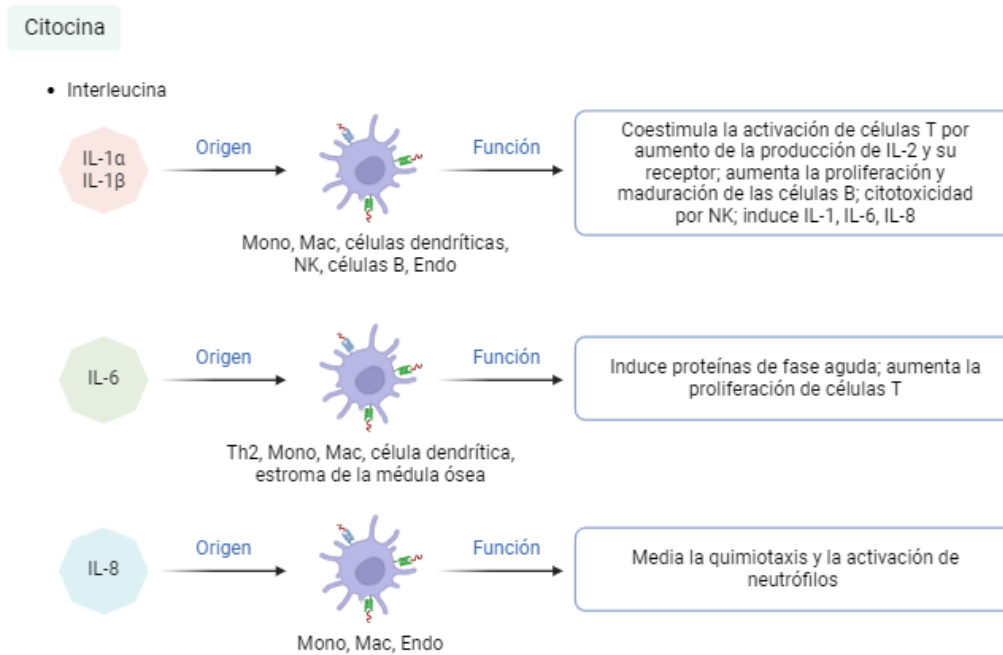 Citocina
• Interleucina
IL-1α
IL-1β
Origen
Mono, Mac, células dendríticas,
NK, células B, Endo
Función
Coestimula la activación de células T por
aumento de la producción de IL-2 y su
receptor; aumenta la proliferación y
maduración de las células B; citotoxicidad
por NK; induce IL-1, IL-6, IL-8
IL-6
Origen
Th2, Mono, Mac, célula dendrítica,
estroma de la médula ósea
Función
Induce proteínas de fase aguda; aumenta la
proliferación de células T
IL-8
Origen
Mono, Mac, Endo
Función
Media la quimiotaxis y la activación de
neutrófilos